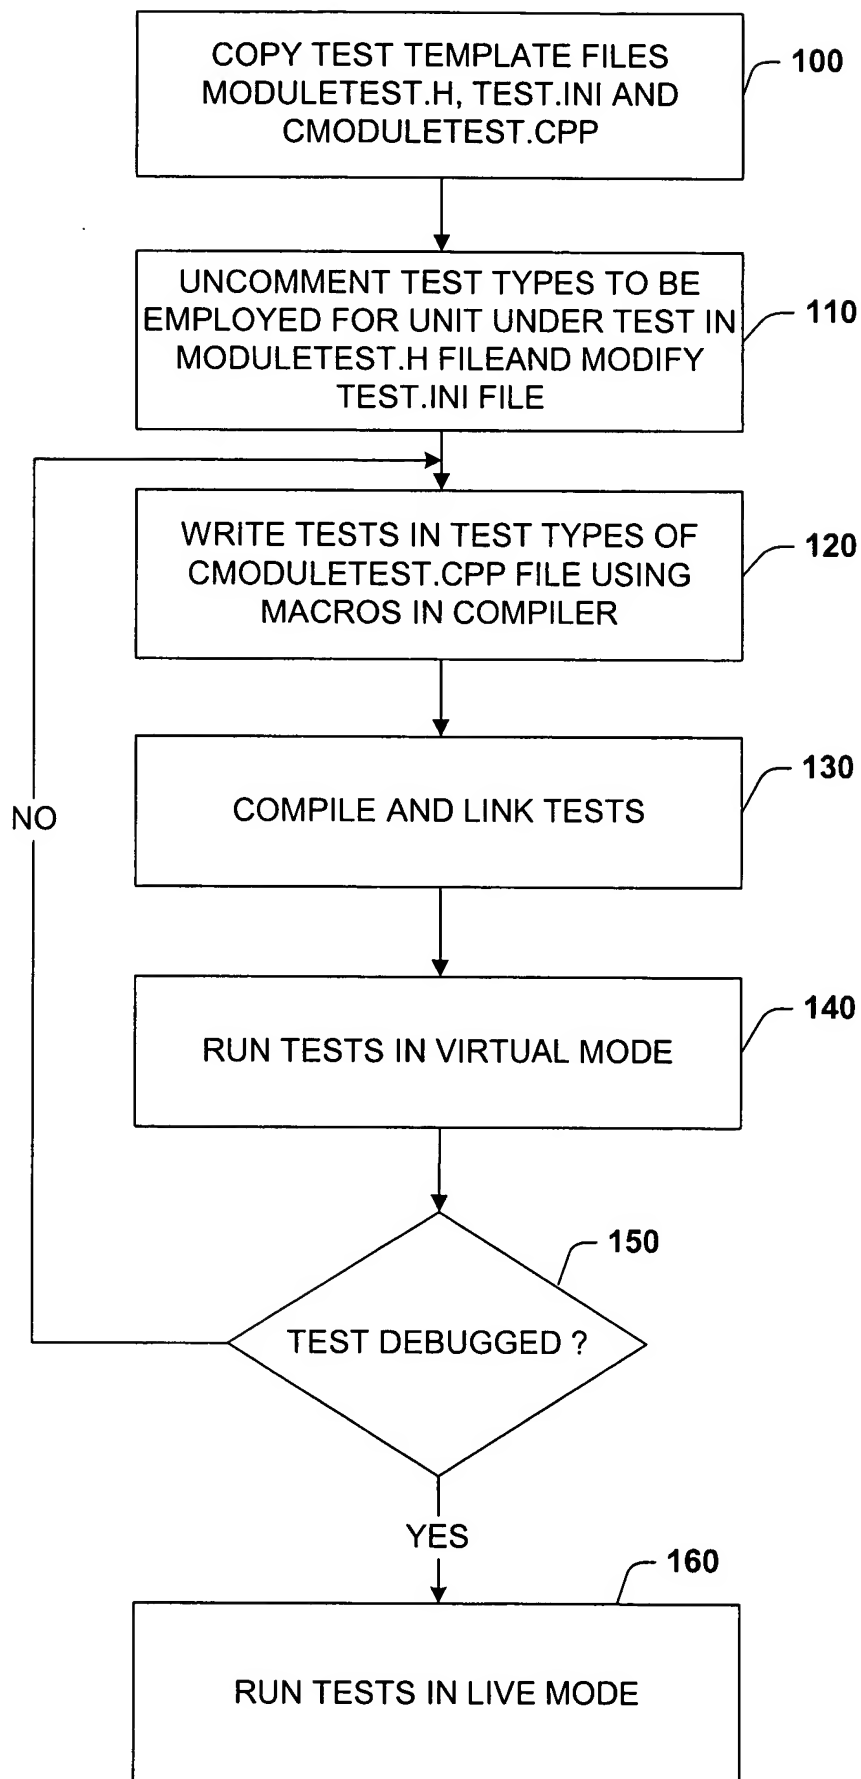 COPY TEST TEMPLATE FILES
MODULETEST.H, TEST.INI AND
CMODULETEST.CPP
100
UNCOMMENT TEST TYPES TO BE
EMPLOYED FOR UNIT UNDER TEST IN
MODULETEST.H FILEAND MODIFY
TEST.INI FILE
110
WRITE TESTS IN TEST TYPES OF
CMODULETEST.CPP FILE USING
MACROS IN COMPILER
120
COMPILE AND LINK TESTS
130
NO
RUN TESTS IN VIRTUAL MODE
140
TEST DEBUGGED ?
150
YES
RUN TESTS IN LIVE MODE
160